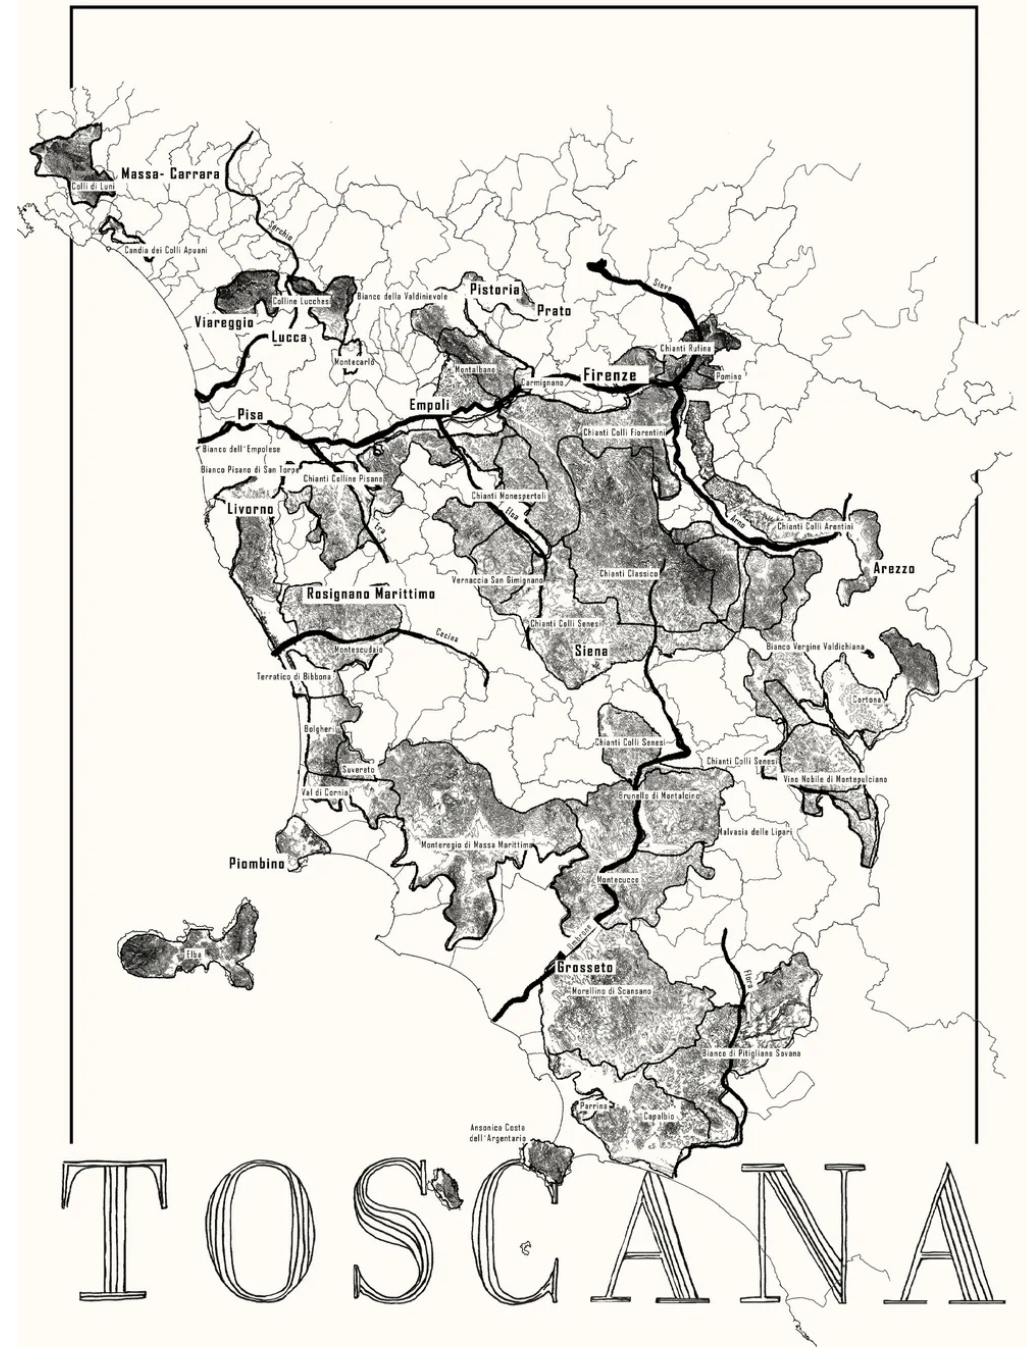 Massa- Carrara
Colli di Luni
Serchio
Candia dei Colli Apuani
Sieve
Pistoria
Colline Lucchesi
Bianco della Valdinievole
Prato
Viareggio
Lucca
Chianti Rufina
Montecarlo
Montalbano
Firenze
Pomino
Carmignano
Empoli
Pisa
Chianti Colli Fiorentini
Bianco dell'Empolese
Bianco Pisano di San Torpe
Chianti Colline Pisane
Chianti Monespertoli
Livorno
Elsa
Era
Arno
Chianti Colli Aretini
Arezzo
Chianti Classico
Vernaccia San Gimignano
Rosignano Marittimo
Chianti Colli Senesi
Cecina
Siena
Montescudaio
Bianco Vergine Valdichiana
Terratico di Bibbona
Cortona
Bolgheri
Chianti Colli Senesi
Chianti Colli Senesi
Suvereto
Vino Nobile di Montepulciano
Val di Cornia
Brunello di Montalcino
Malvasia delle Lipari
Monteregio di Massa Marittima
Piombino
Montecucco
Ombrone
Elba
Grosseto
Fiora
Morellino di Scansano
Bianco di Pitigliano Sovana
Parrina
Capalbio
Ansonica Costa
dell'Argentario
TOSCANA